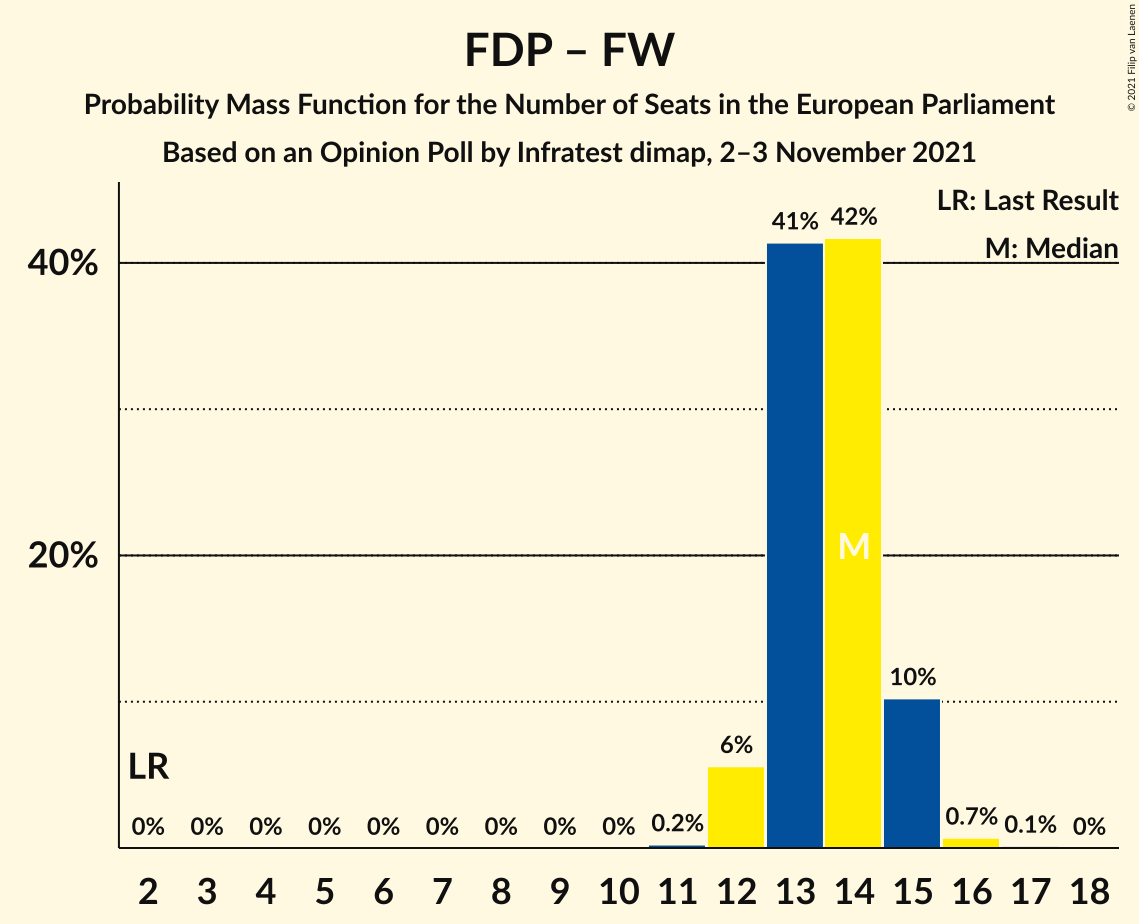 FDP – FW
Probability Mass Function for the Number of Seats in the European Parliament
Based on an Opinion Poll by Infratest dimap, 2–3 November 2021
© 2021 Filip van Laenen
LR: Last Result
M: Median
41% 42%
40%
M
20%
10%
6%
LR
0% 0% 0% 0% 0% 0% 0% 0% 0% 0.2% 0.7% 0.1% 0%
2 3 4 5 6 7 8 9 10 11 12 13 14 15 16 17 18